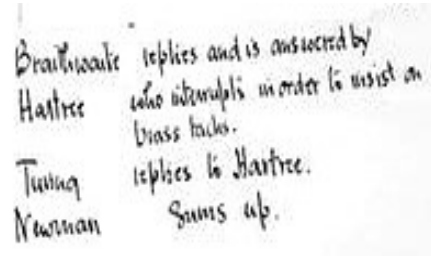 Braithwaite replies and is answered by
Hartree who interrupts in order to insist on
brass tacks.
Turing replies to Hartree.
Newman Sums up.